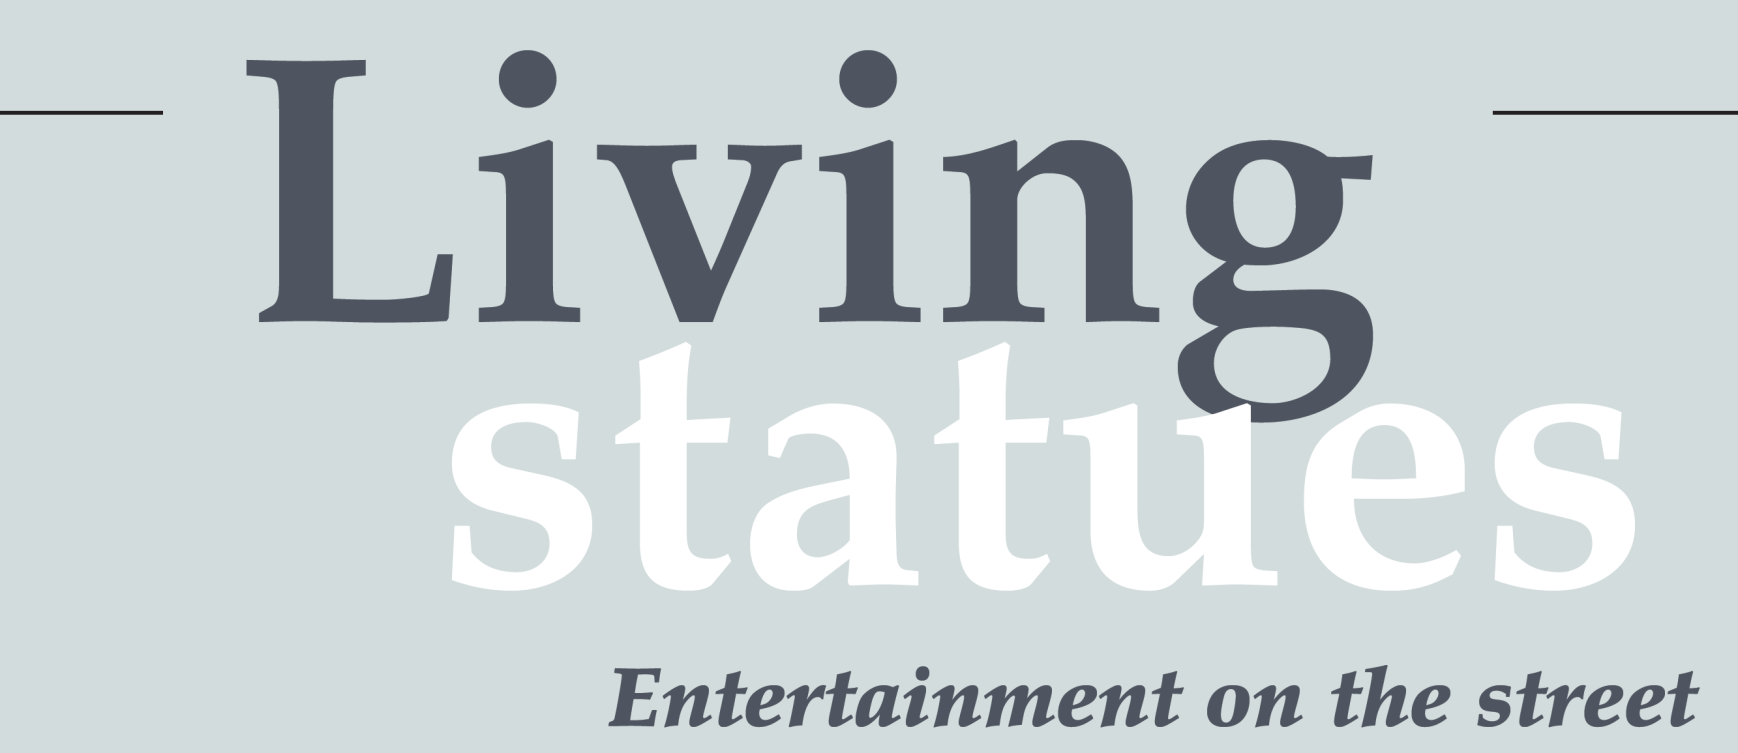 Living
statues
Entertainment on the street